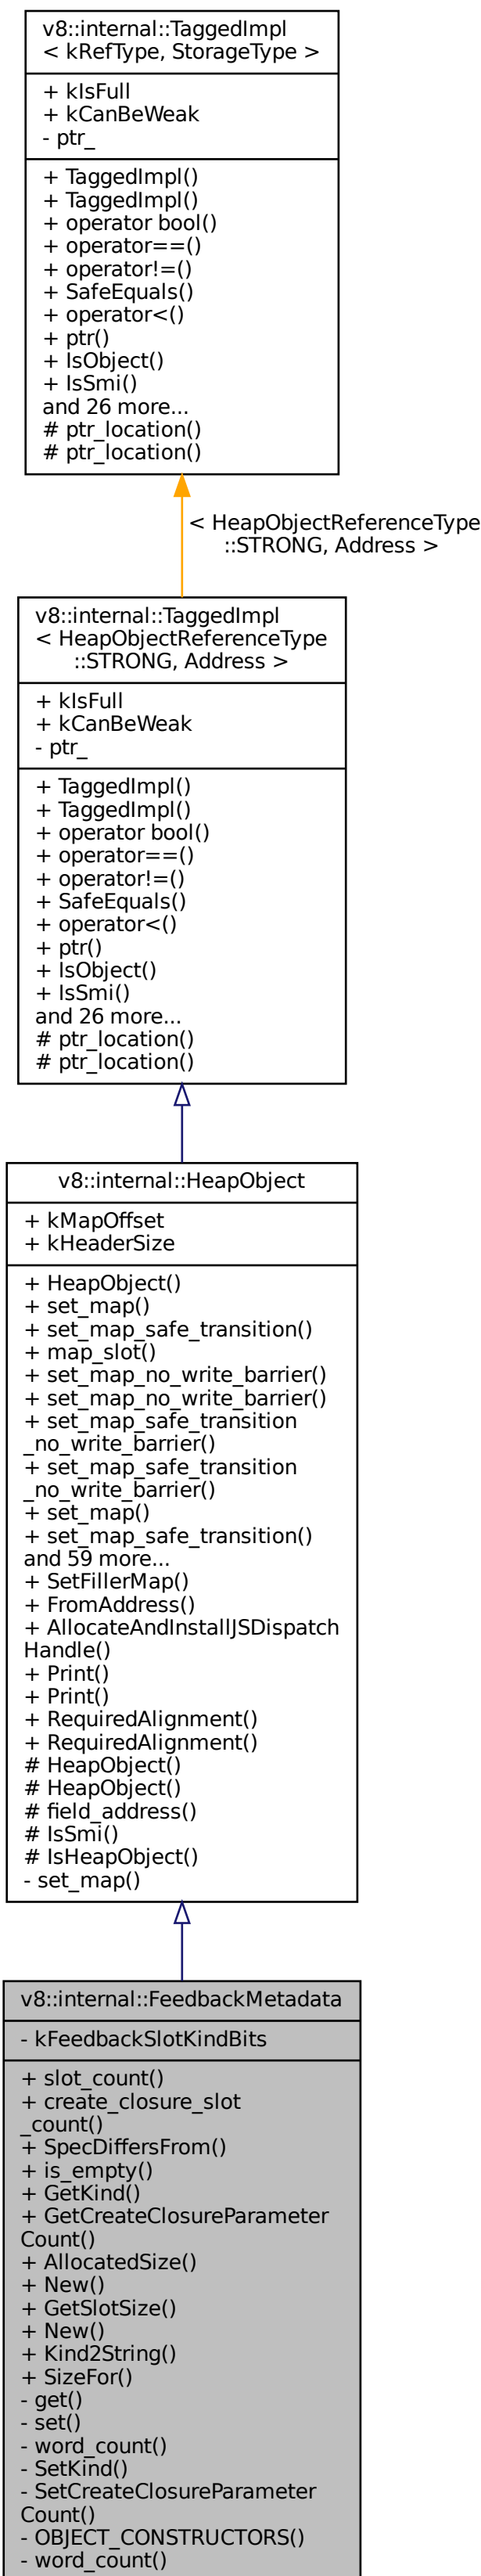 v8::internal::TaggedImpl
< kRefType, StorageType >
+ kIsFull
+ kCanBeWeak
- ptr_
+ TaggedImpl()
+ TaggedImpl()
+ operator bool()
+ operator==()
+ operator!=()
+ SafeEquals()
+ operator<()
+ ptr()
+ IsObject()
+ IsSmi()
and 26 more...
# ptr_location()
# ptr_location()
< HeapObjectReferenceType
::STRONG, Address >
v8::internal::TaggedImpl
< HeapObjectReferenceType
::STRONG, Address >
+ kIsFull
+ kCanBeWeak
- ptr_
+ TaggedImpl()
+ TaggedImpl()
+ operator bool()
+ operator==()
+ operator!=()
+ SafeEquals()
+ operator<()
+ ptr()
+ IsObject()
+ IsSmi()
and 26 more...
# ptr_location()
# ptr_location()
v8::internal::HeapObject
+ kMapOffset
+ kHeaderSize
+ HeapObject()
+ set_map()
+ set_map_safe_transition()
+ map_slot()
+ set_map_no_write_barrier()
+ set_map_no_write_barrier()
+ set_map_safe_transition
_no_write_barrier()
+ set_map_safe_transition
_no_write_barrier()
+ set_map()
+ set_map_safe_transition()
and 59 more...
+ SetFillerMap()
+ FromAddress()
+ AllocateAndInstallJSDispatch
Handle()
+ Print()
+ Print()
+ RequiredAlignment()
+ RequiredAlignment()
# HeapObject()
# HeapObject()
# field_address()
# IsSmi()
# IsHeapObject()
- set_map()
v8::internal::FeedbackMetadata
- kFeedbackSlotKindBits
+ slot_count()
+ create_closure_slot
_count()
+ SpecDiffersFrom()
+ is_empty()
+ GetKind()
+ GetCreateClosureParameter
Count()
+ AllocatedSize()
+ New()
+ GetSlotSize()
+ New()
+ Kind2String()
+ SizeFor()
- get()
- set()
- word_count()
- SetKind()
- SetCreateClosureParameter
Count()
- OBJECT_CONSTRUCTORS()
- word_count()